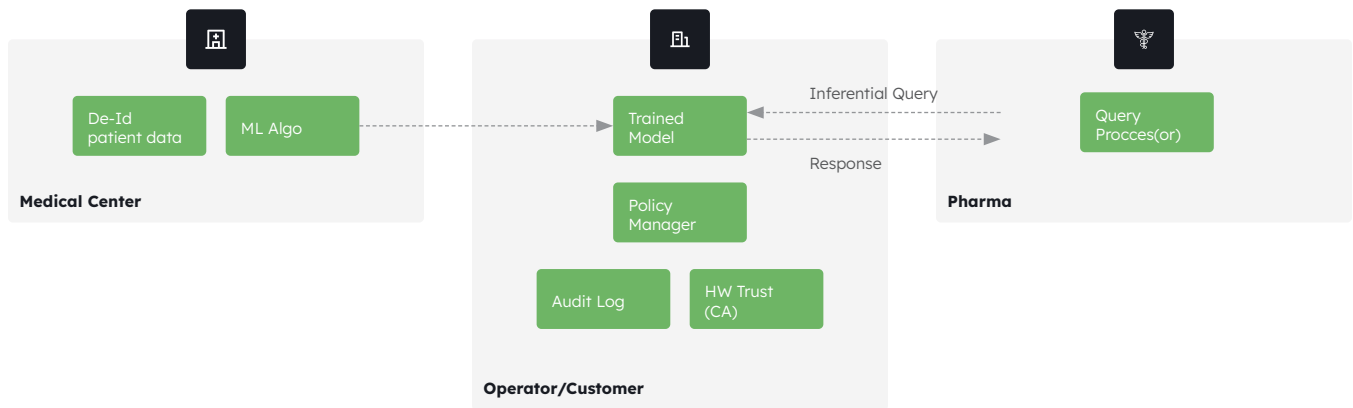 De-Id
patient data
ML Algo
Medical Center
Trained
Model
Inferential Query
Response
Policy
Manager
Audit Log
HW Trust
(CA)
Operator/Customer
Query
Procces(or)
Pharma